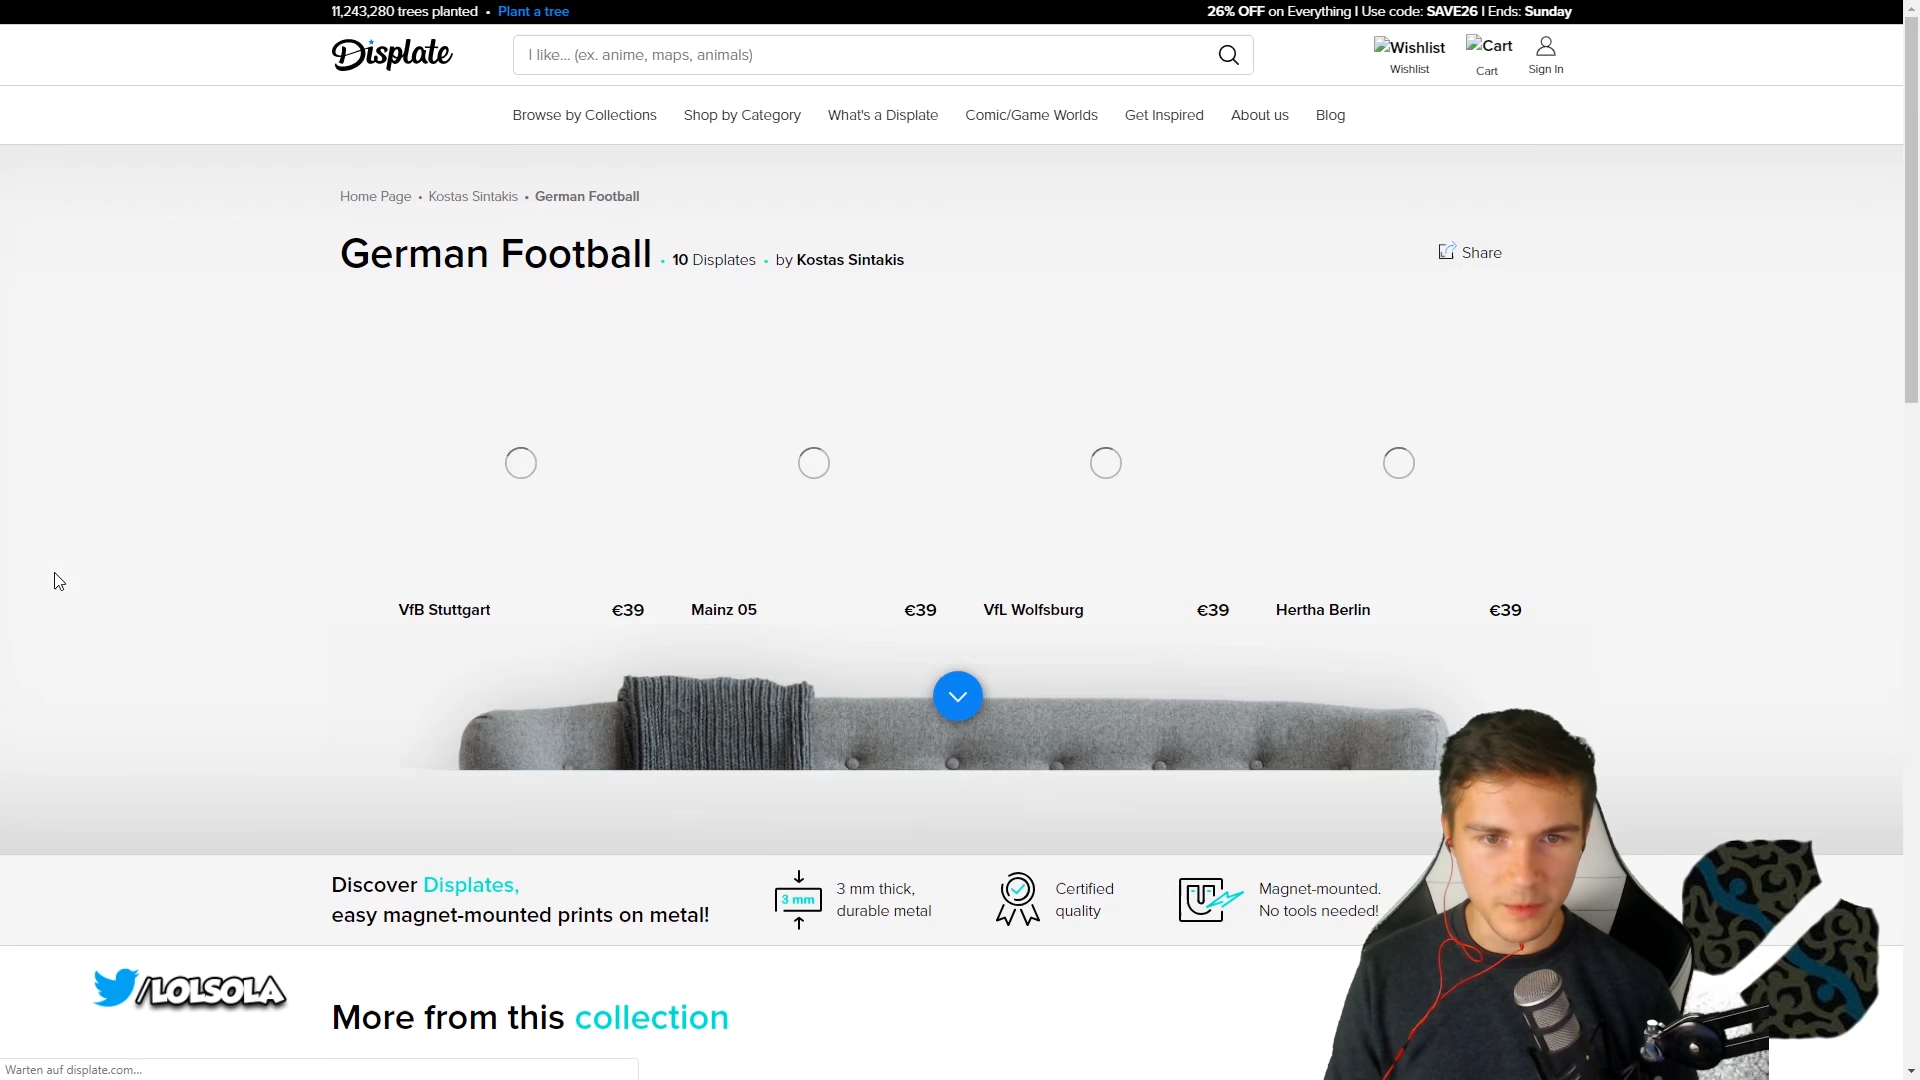 11,243,280 trees planted • Plant a tree
26% OFF on Everything | Use code: SAVE26 | Ends: Sunday
Displate
I like... (ex. anime, maps, animals)
Wishlist
Wishlist
Cart
Cart
Sign In
Browse by Collections
Shop by Category
What's a Displate
Comic/Game Worlds
Get Inspired
About us
Blog
Home Page • Kostas Sintakis • German Football
German Football • 10 Displates • by Kostas Sintakis
Share
VfB Stuttgart €39
Mainz 05 €39
VfL Wolfsburg €39
Hertha Berlin €39
Discover Displates,
easy magnet-mounted prints on metal!
3 mm
3 mm thick,
durable metal
Certified
quality
Magnet-mounted.
No tools needed!
/LOLSOLA
More from this collection
Warten auf displate.com...